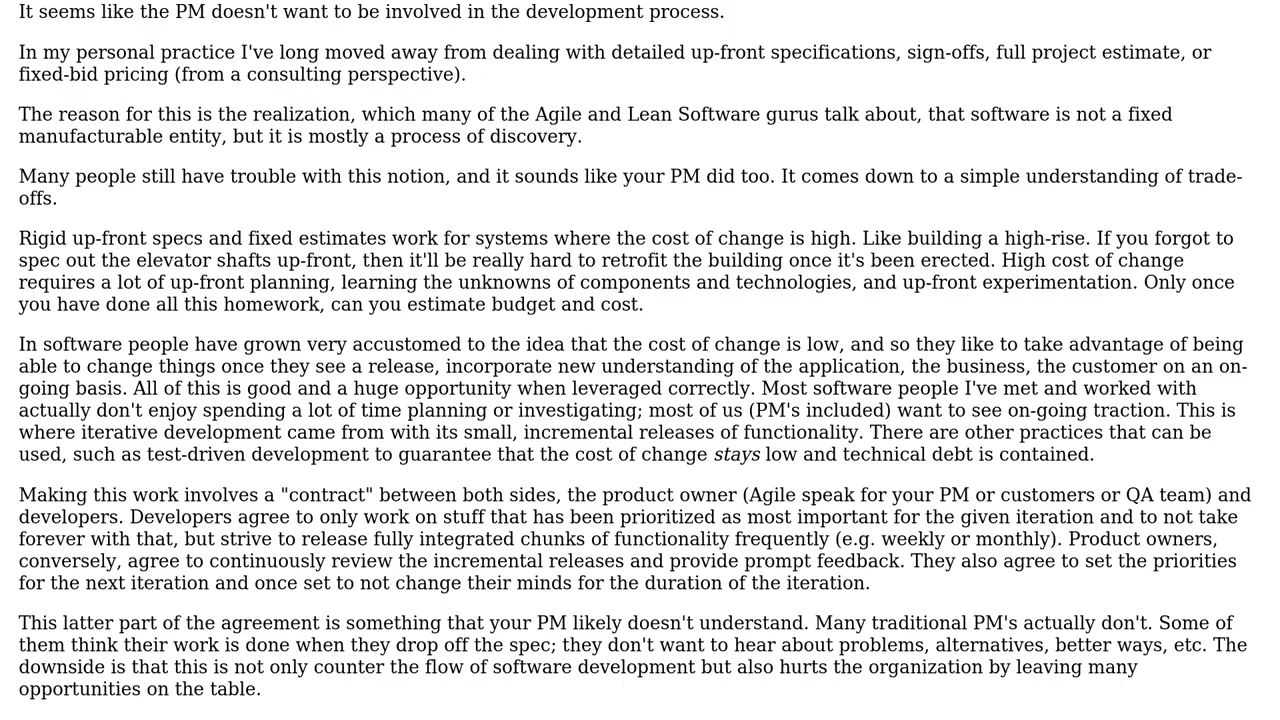 It seems like the PM doesn't want to be involved in the development process.
In my personal practice I've long moved away from dealing with detailed up-front specifications, sign-offs, full project estimate, or
fixed-bid pricing (from a consulting perspective).
The reason for this is the realization, which many of the Agile and Lean Software gurus talk about, that software is not a fixed
manufacturable entity, but it is mostly a process of discovery.
Many people still have trouble with this notion, and it sounds like your PM did too. It comes down to a simple understanding of trade-
offs.
Rigid up-front specs and fixed estimates work for systems where the cost of change is high. Like building a high-rise. If you forgot to
spec out the elevator shafts up-front, then it'll be really hard to retrofit the building once it's been erected. High cost of change
requires a lot of up-front planning, learning the unknowns of components and technologies, and up-front experimentation. Only once
you have done all this homework, can you estimate budget and cost.
In software people have grown very accustomed to the idea that the cost of change is low, and so they like to take advantage of being
able to change things once they see a release, incorporate new understanding of the application, the business, the customer on an on-
going basis. All of this is good and a huge opportunity when leveraged correctly. Most software people I've met and worked with
actually don't enjoy spending a lot of time planning or investigating; most of us (PM's included) want to see on-going traction. This is
where iterative development came from with its small, incremental releases of functionality. There are other practices that can be
used, such as test-driven development to guarantee that the cost of change stays low and technical debt is contained.
Making this work involves a "contract" between both sides, the product owner (Agile speak for your PM or customers or QA team) and
developers. Developers agree to only work on stuff that has been prioritized as most important for the given iteration and to not take
forever with that, but strive to release fully integrated chunks of functionality frequently (e.g. weekly or monthly). Product owners,
conversely, agree to continuously review the incremental releases and provide prompt feedback. They also agree to set the priorities
for the next iteration and once set to not change their minds for the duration of the iteration.
This latter part of the agreement is something that your PM likely doesn't understand. Many traditional PM's actually don't. Some of
them think their work is done when they drop off the spec; they don't want to hear about problems, alternatives, better ways, etc. The
downside is that this is not only counter the flow of software development but also hurts the organization by leaving many
opportunities on the table.